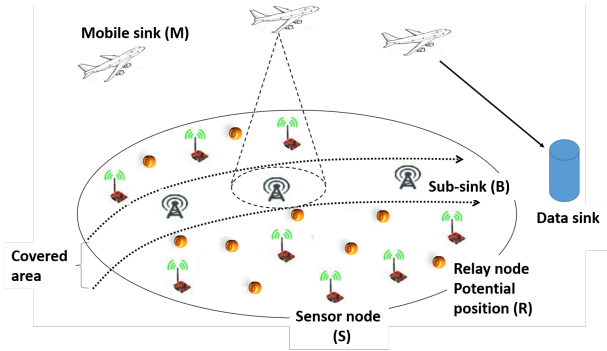 Mobile sink (M)
Sub-sink (B)
Data sink
Covered
area
Relay node
Potential
position (R)
Sensor node
(S)